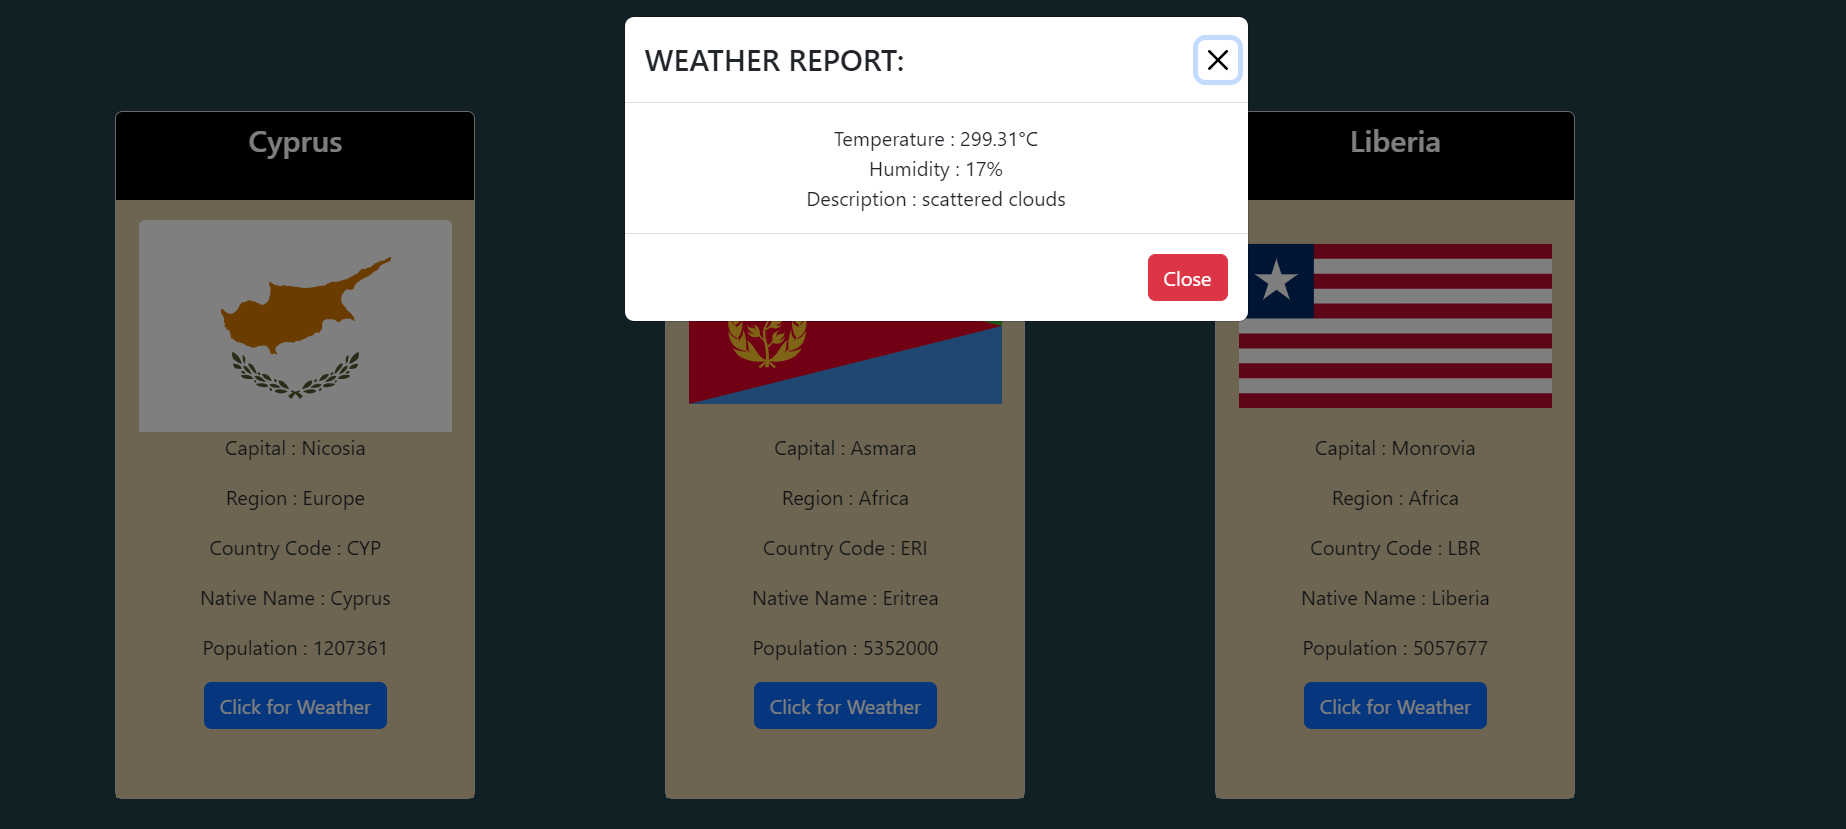 WEATHER REPORT:
Temperature : 299.31°C
Humidity : 17%
Description : scattered clouds
Close
Cyprus
Capital : Nicosia
Region : Europe
Country Code : CYP
Native Name : Cyprus
Population : 1207361
Click for Weather
Capital : Asmara
Region : Africa
Country Code : ERI
Native Name : Eritrea
Population : 5352000
Click for Weather
Liberia
Capital : Monrovia
Region : Africa
Country Code : LBR
Native Name : Liberia
Population : 5057677
Click for Weather